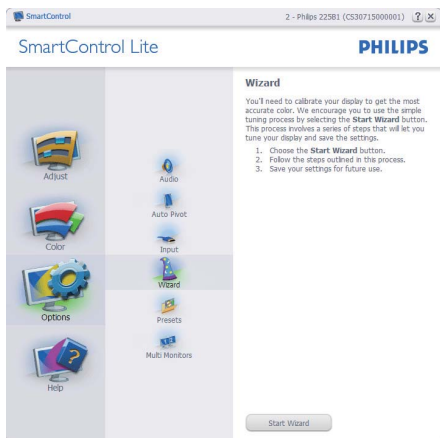 SmartControl
2 - Philips 225B1 (CS30715000001) ? X
SmartControl Lite
PHILIPS
Adjust
Color
Options
Help
Audio
Auto Pivot
Input
Wizard
Presets
Multi Monitors
Wizard
You'll need to calibrate your display to get the most
accurate color. We encourage you to use the simple
tuning process by selecting the Start Wizard button.
This process involves a series of steps that will let you
tune your display and save the settings.
1. Choose the Start Wizard button.
2. Follow the steps outlined in this process.
3. Save your settings for future use.
Start Wizard